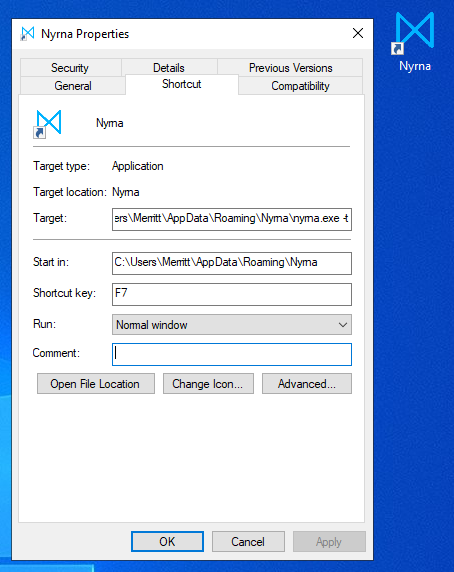 Nyrna Properties
Nyrna
Security Details Previous Versions
General Shortcut Compatibility
Nyrna
Target type: Application
Target location: Nyrna
Target: ers\Merritt\AppData\Roaming\Nyrna\nyrna.exe -t
Start in: C:\Users\Merritt\AppData\Roaming\Nyrna
Shortcut key: F7
Run: Normal window
Comment:
Open File Location Change Icon... Advanced...
OK Cancel Apply